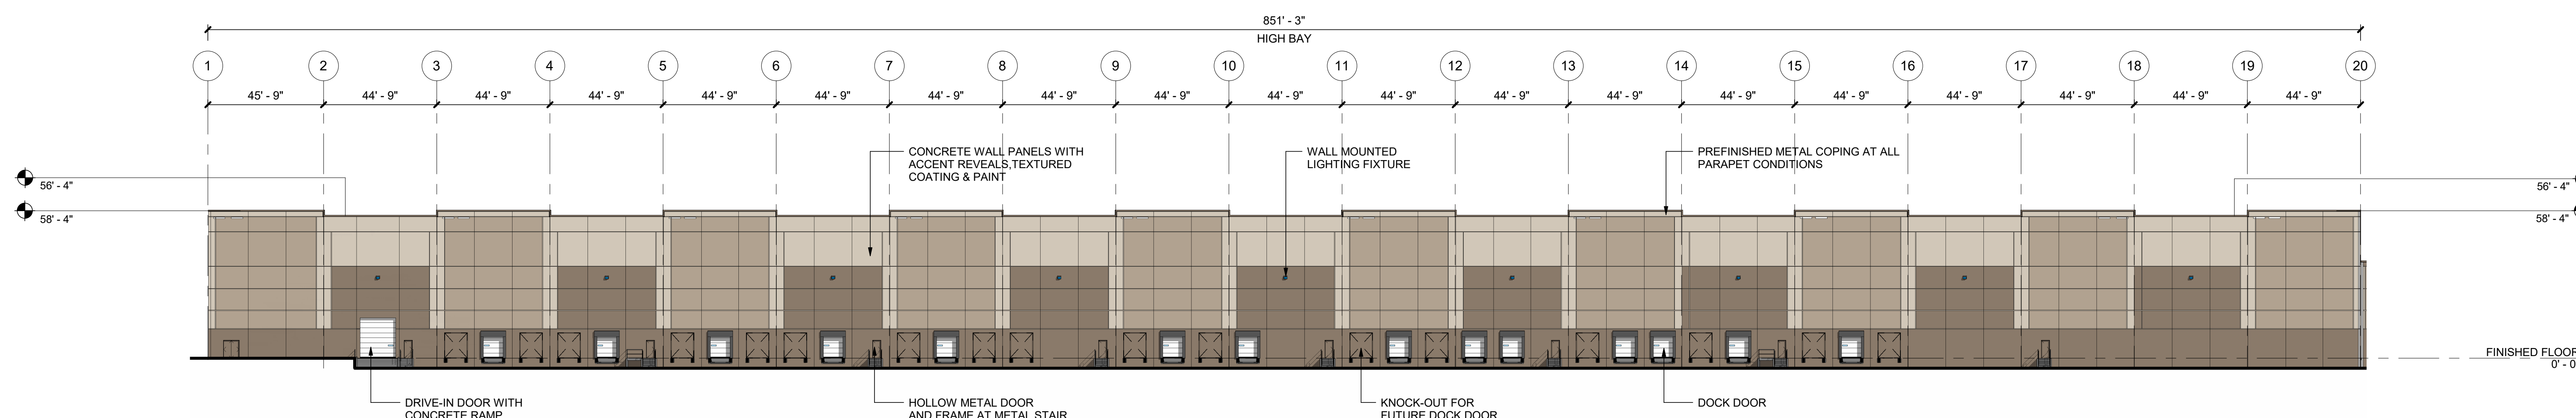 851' - 3"
HIGH BAY
1 2 3 4 5 6 7 8 9 10 11 12 13 14 15 16 17 18 19 20
45' - 9" 44' - 9" 44' - 9" 44' - 9" 44' - 9" 44' - 9" 44' - 9" 44' - 9" 44' - 9" 44' - 9" 44' - 9" 44' - 9" 44' - 9" 44' - 9" 44' - 9" 44' - 9" 44' - 9" 44' - 9" 44' - 9"
CONCRETE WALL PANELS WITH
ACCENT REVEALS,TEXTURED
COATING & PAINT
WALL MOUNTED
LIGHTING FIXTURE
PREFINISHED METAL COPING AT ALL
PARAPET CONDITIONS
56' - 4"
58' - 4"
56' - 4"
58' - 4"
FINISHED FLOOR
0' - 0
DRIVE-IN DOOR WITH
CONCRETE RAMP
HOLLOW METAL DOOR
AND FRAME AT METAL STAIR
KNOCK-OUT FOR
FUTURE DOCK DOOR
DOCK DOOR